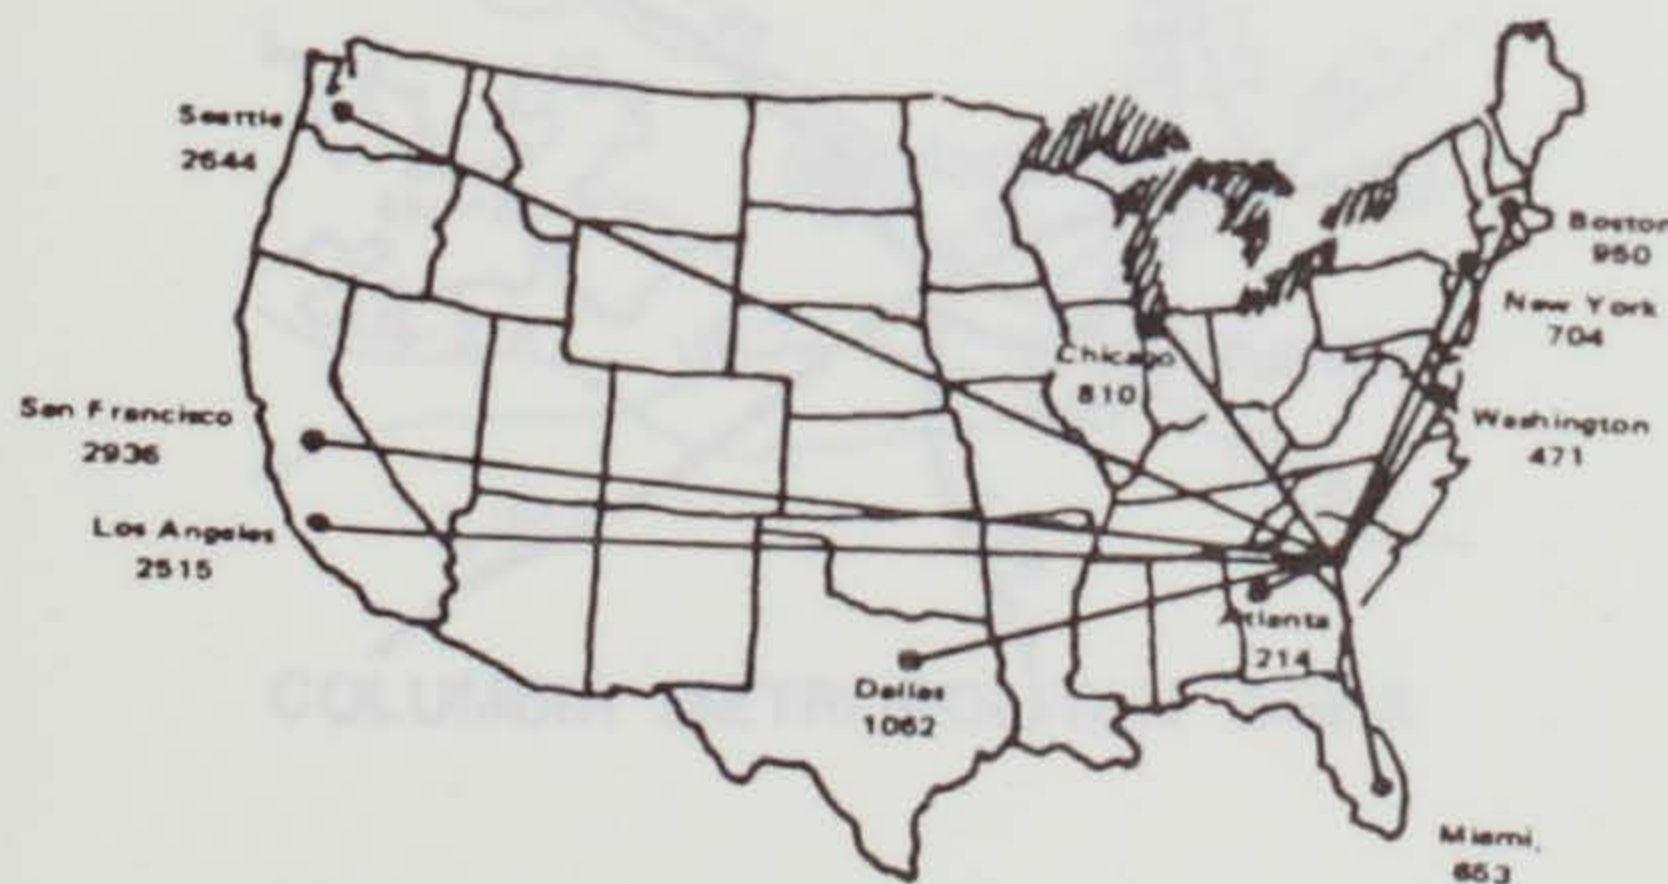 Seattle
2644
Boston
950
New York
704
Chicago
810
San Francisco
2936
Washington
471
Los Angeles
2515
Atlanta
214
Dallas
1062
Miami,
653